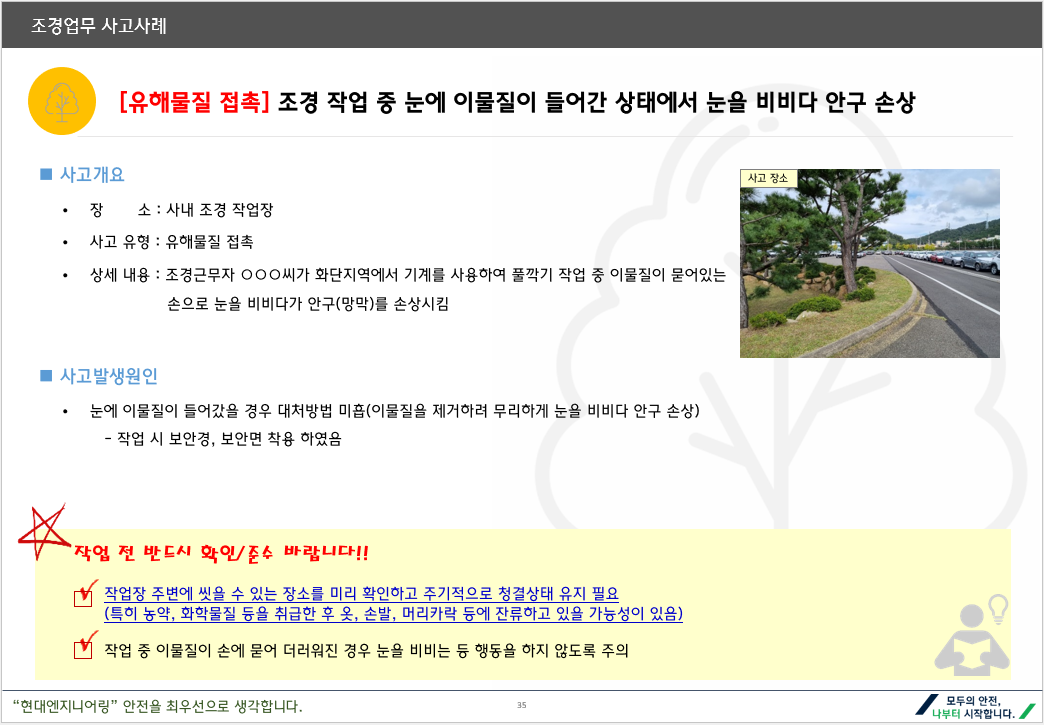 조경업무 사고사례
[유해물질 접촉] 조경 작업 중 눈에 이물질이 들어간 상태에서 눈을 비비다 안구 손상
■ 사고개요
• 장 소 : 사내 조경 작업장
• 사고 유형 : 유해물질 접촉
• 상세 내용 : 조경근무자 ○○○씨가 화단지역에서 기계를 사용하여 풀깎기 작업 중 이물질이 묻어있는
손으로 눈을 비비다가 안구(망막)를 손상시킴
사고 장소
■ 사고발생원인
• 눈에 이물질이 들어갔을 경우 대처방법 미흡(이물질을 제거하려 무리하게 눈을 비비다 안구 손상)
- 작업 시 보안경, 보안면 착용 하였음
작업 전 반드시 확인/준수 바랍니다!!
작업장 주변에 씻을 수 있는 장소를 미리 확인하고 주기적으로 청결상태 유지 필요
(특히 농약, 화학물질 등을 취급한 후 옷, 손발, 머리카락 등에 잔류하고 있을 가능성이 있음)
작업 중 이물질이 손에 묻어 더러워진 경우 눈을 비비는 등 행동을 하지 않도록 주의
“현대엔지니어링” 안전을 최우선으로 생각합니다.
35
모두의 안전,
나부터 시작합니다.